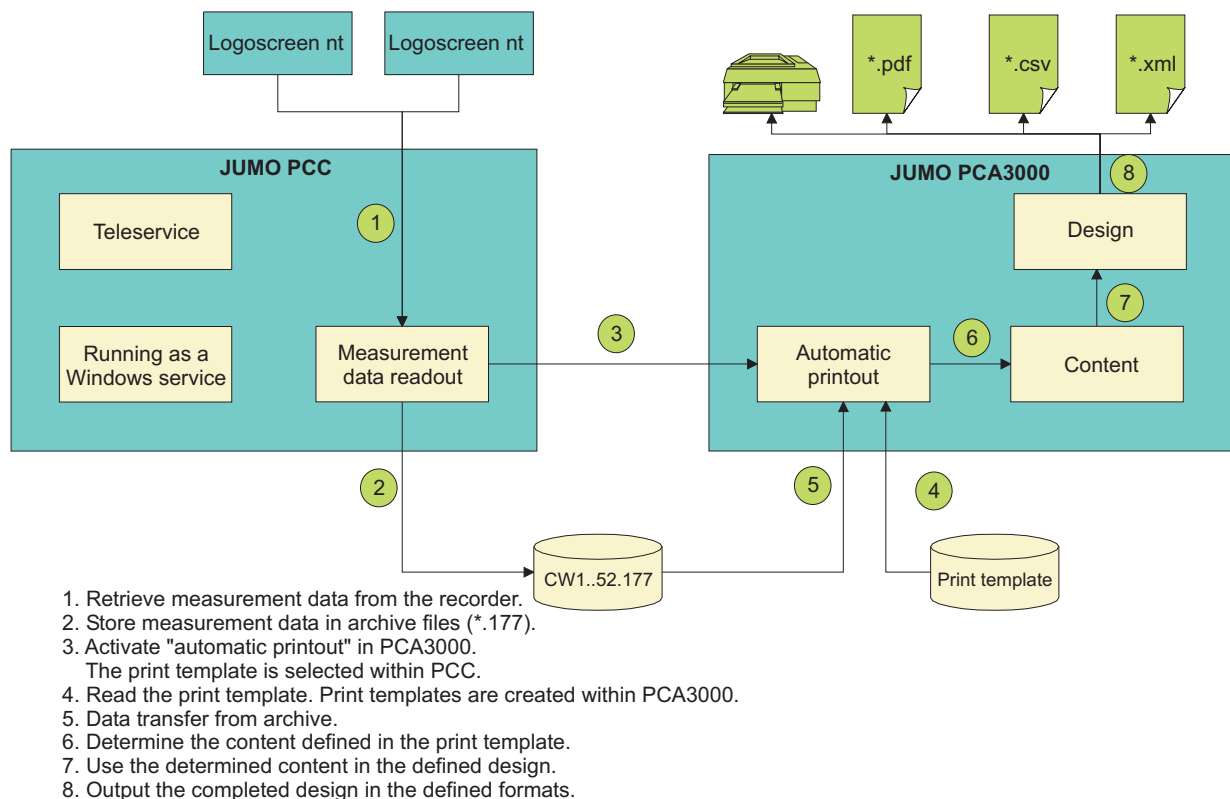 Logoscreen nt
Logoscreen nt
*.pdf
*.csv
*.xml
JUMO PCC
JUMO PCA3000
8
1
Teleservice
Design
7
3
6
Running as a
Windows service
Measurement
data readout
Automatic
printout
Content
2
5
4
CW1..52.177
Print template
1. Retrieve measurement data from the recorder.
2. Store measurement data in archive files (*.177).
3. Activate "automatic printout" in PCA3000.
The print template is selected within PCC.
4. Read the print template. Print templates are created within PCA3000.
5. Data transfer from archive.
6. Determine the content defined in the print template.
7. Use the determined content in the defined design.
8. Output the completed design in the defined formats.